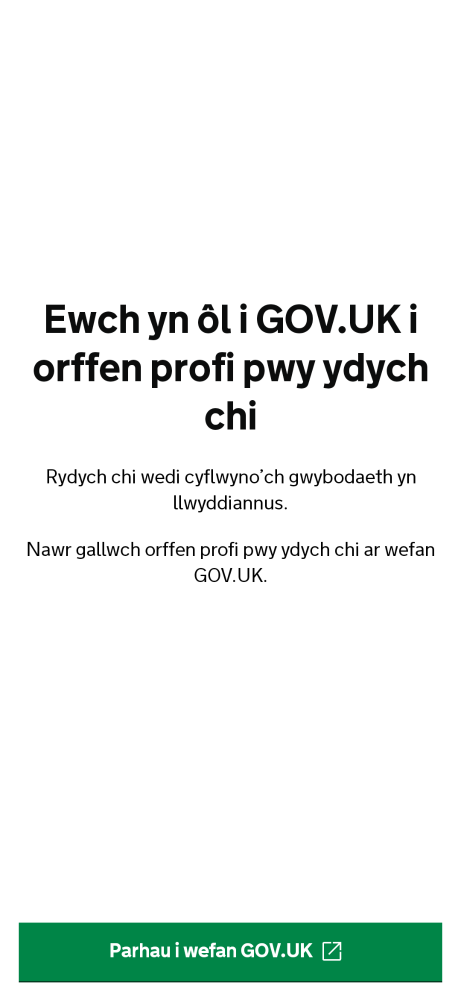 Ewch yn ôl i GOV.UK i
orffen profi pwy ydych
chi
Rydych chi wedi cyflwyno’ch gwybodaeth yn
llwyddiannus.
Nawr gallwch orffen profi pwy ydych chi ar wefan
GOV.UK.
Parhau i wefan GOV.UK